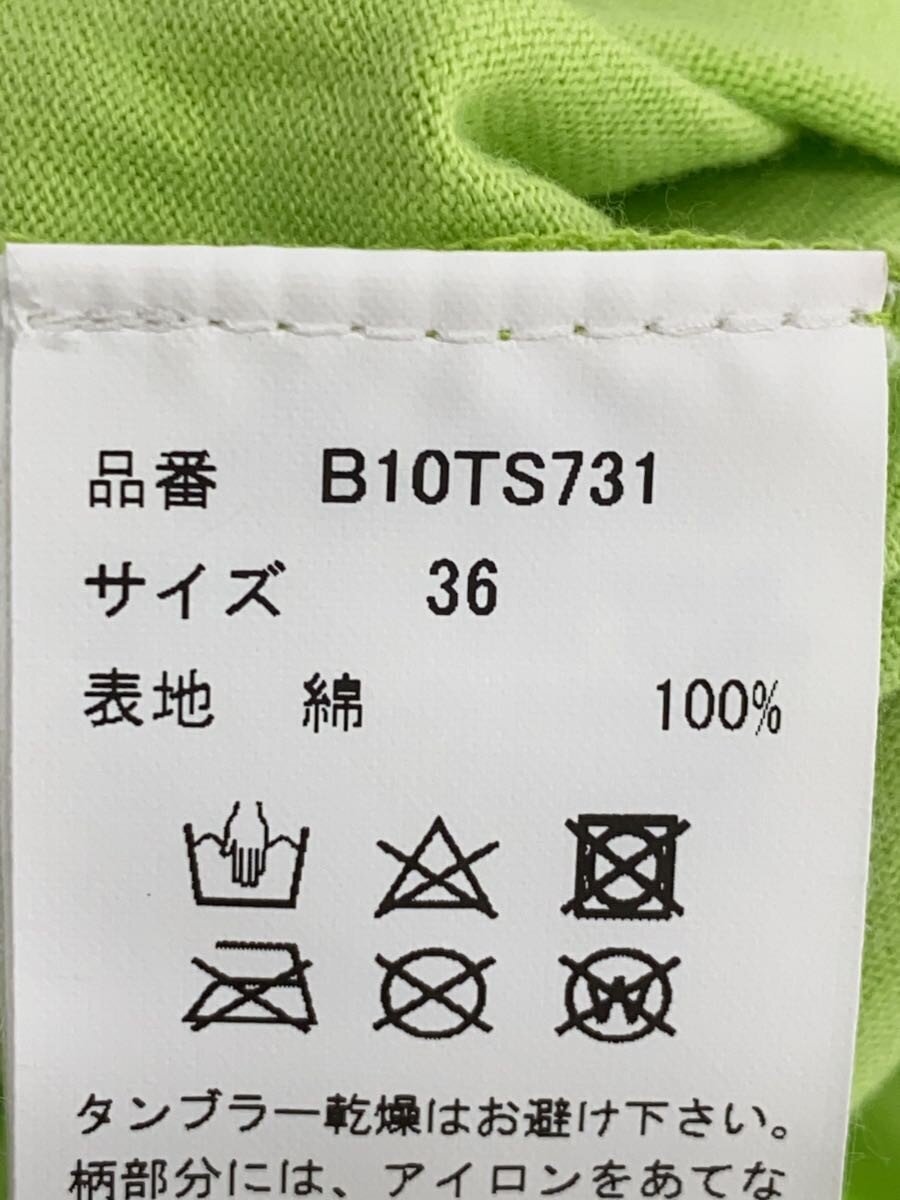 品番 B10TS731
サイズ 36
表地 綿 100%
W
タンブラー乾燥はお避け下さい。
柄部分には、アイロンをあてな